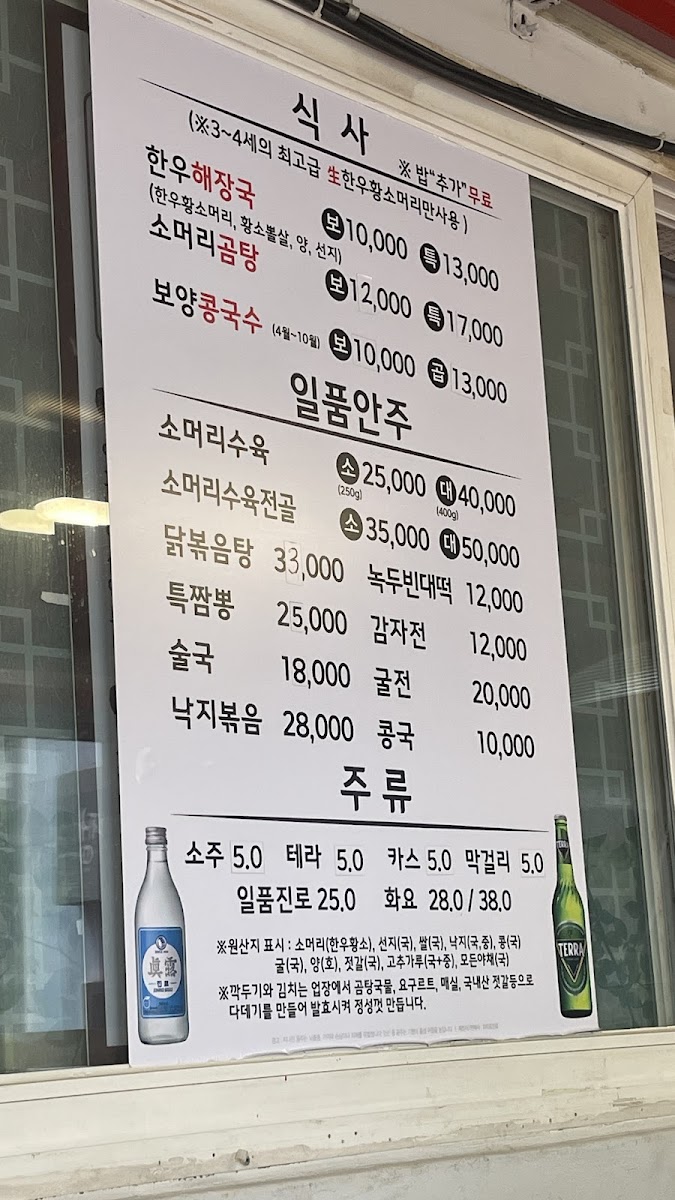 식 사
(※3~4세의 최고급 生한우황소머리만사용)
※ 밥"추가"무료
한우해장국 보10,000 특13,000
(한우황소머리, 황소뽈살, 양, 선지)
소머리곰탕 보12,000 특17,000
보양콩국수 (4월~10월) 보10,000 곱13,000
일품안주
소머리수육 소25,000 대40,000
(250g) (400g)
소머리수육전골 소35,000 대50,000
닭볶음탕 33,000 녹두빈대떡 12,000
특짬뽕 25,000 감자전 12,000
술국 18,000 굴전 20,000
낙지볶음 28,000 콩국 10,000
주 류
소주 5.0 테라 5.0 카스 5.0 막걸리 5.0
일품진로 25.0 화요 28.0 / 38.0
※원산지 표시 : 소머리(한우황소), 선지(국), 쌀(국), 낙지(국,중), 콩(국)
굴(국), 양(호), 젓갈(국), 고추가루(국+중), 모든야채(국)
※깍두기와 김치는 업장에서 곰탕국물, 요구르트, 매실, 국내산 젓갈등으로
다데기를 만들어 발효시켜 정성껏 만듭니다.
眞露
TERRA
TERRA